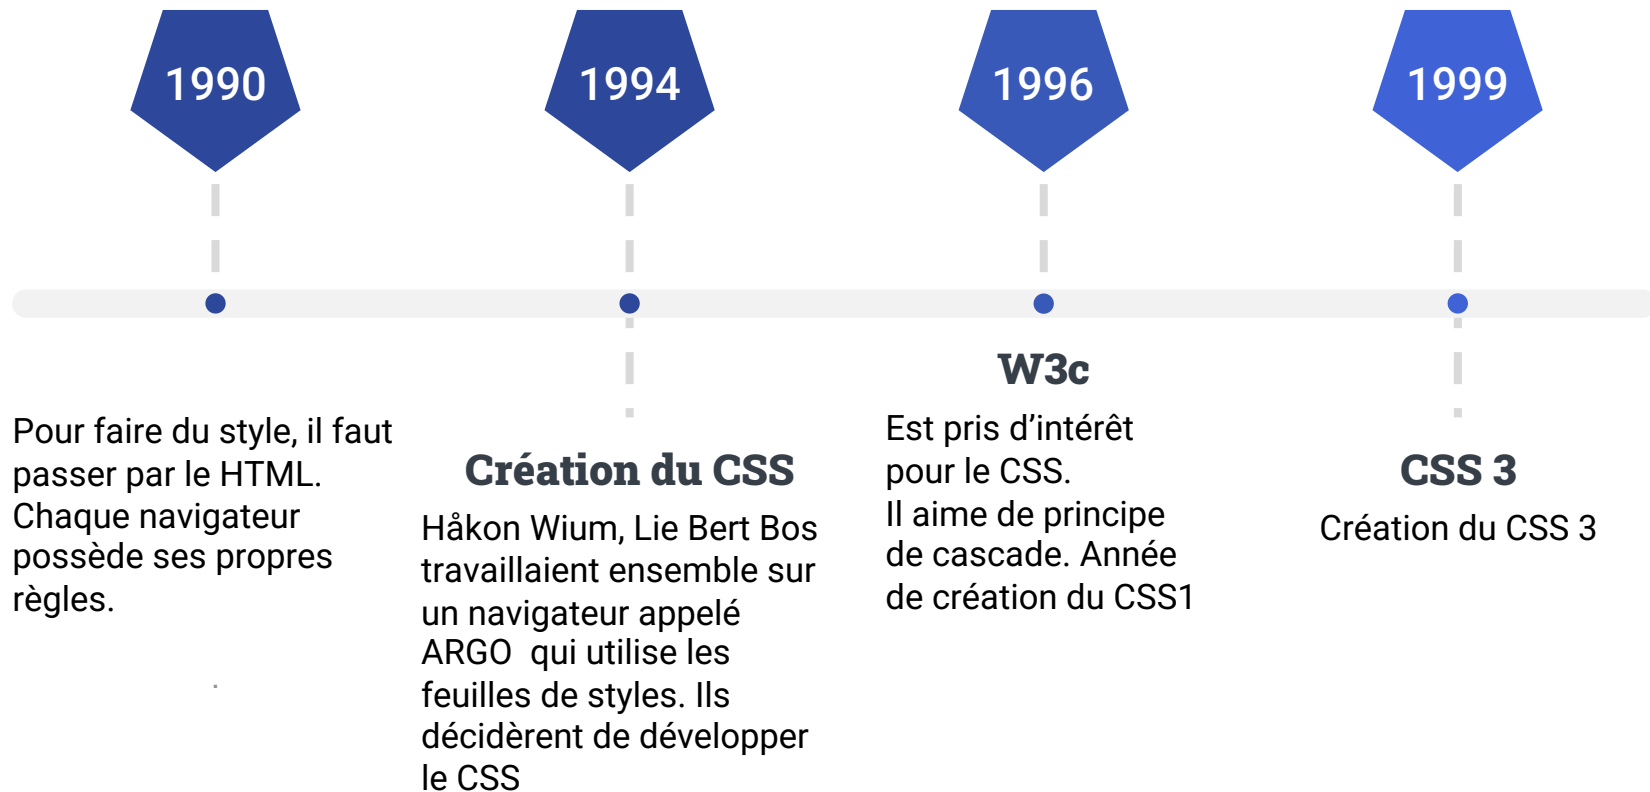 1990
1994
1996
1999
Pour faire du style, il faut
passer par le HTML.
Chaque navigateur
possède ses propres
règles.
.
Création du CSS
Håkon Wium, Lie Bert Bos
travaillaient ensemble sur
un navigateur appelé
ARGO  qui utilise les
feuilles de styles. Ils
décidèrent de développer
le CSS
W3c
Est pris d’intérêt
pour le CSS.
Il aime de principe
de cascade. Année
de création du CSS1
CSS 3
Création du CSS 3